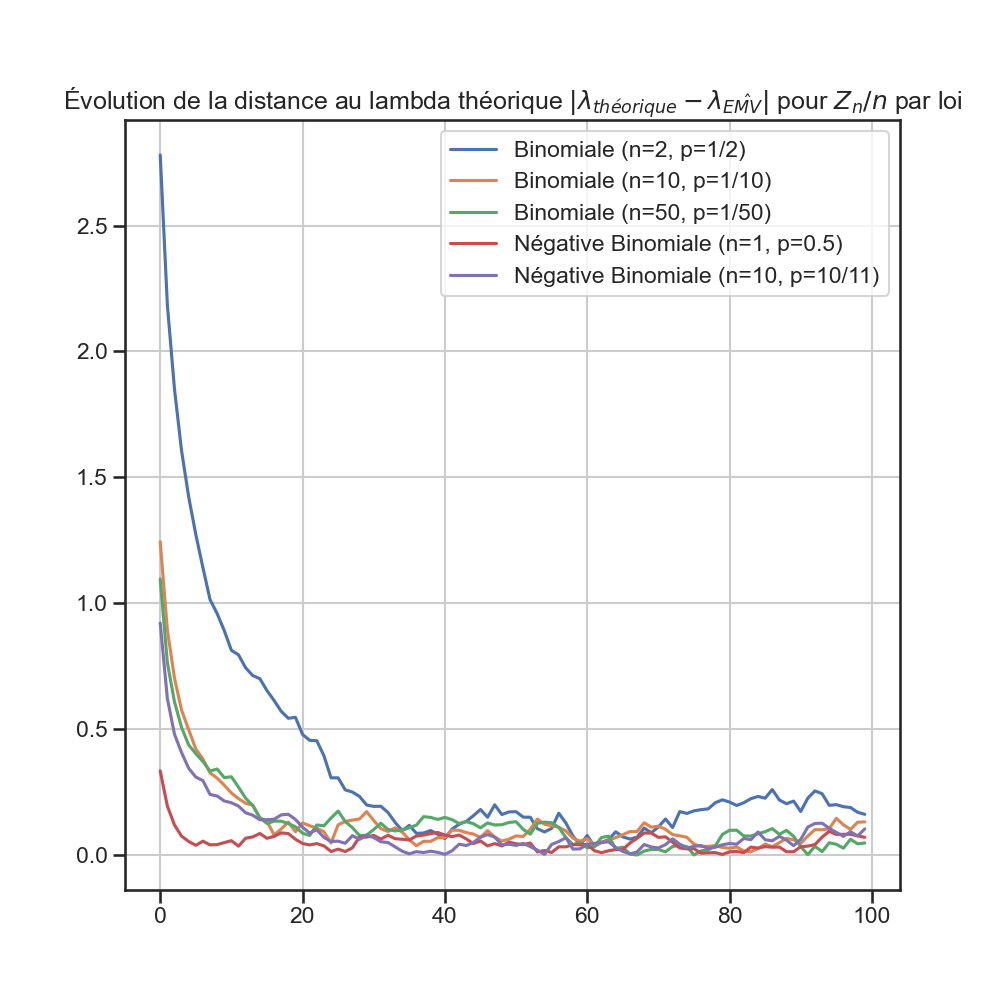 Évolution de la distance au lambda théorique |λ_théorique − λ_EM̂V| pour Z_n/n par loi
Binomiale (n=2, p=1/2)
Binomiale (n=10, p=1/10)
Binomiale (n=50, p=1/50)
Négative Binomiale (n=1, p=0.5)
Négative Binomiale (n=10, p=10/11)
2.5
2.0
1.5
1.0
0.5
0.0
0 20 40 60 80 100